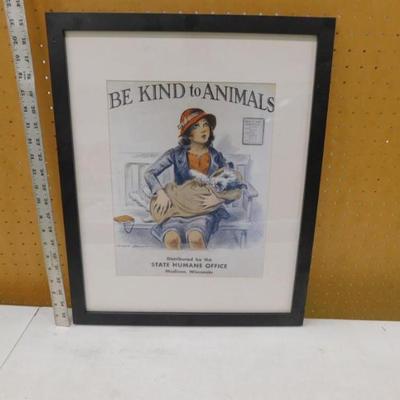 BE KIND to ANIMALS
Distributed by the
STATE HUMANE OFFICE
Madison, Wisconsin